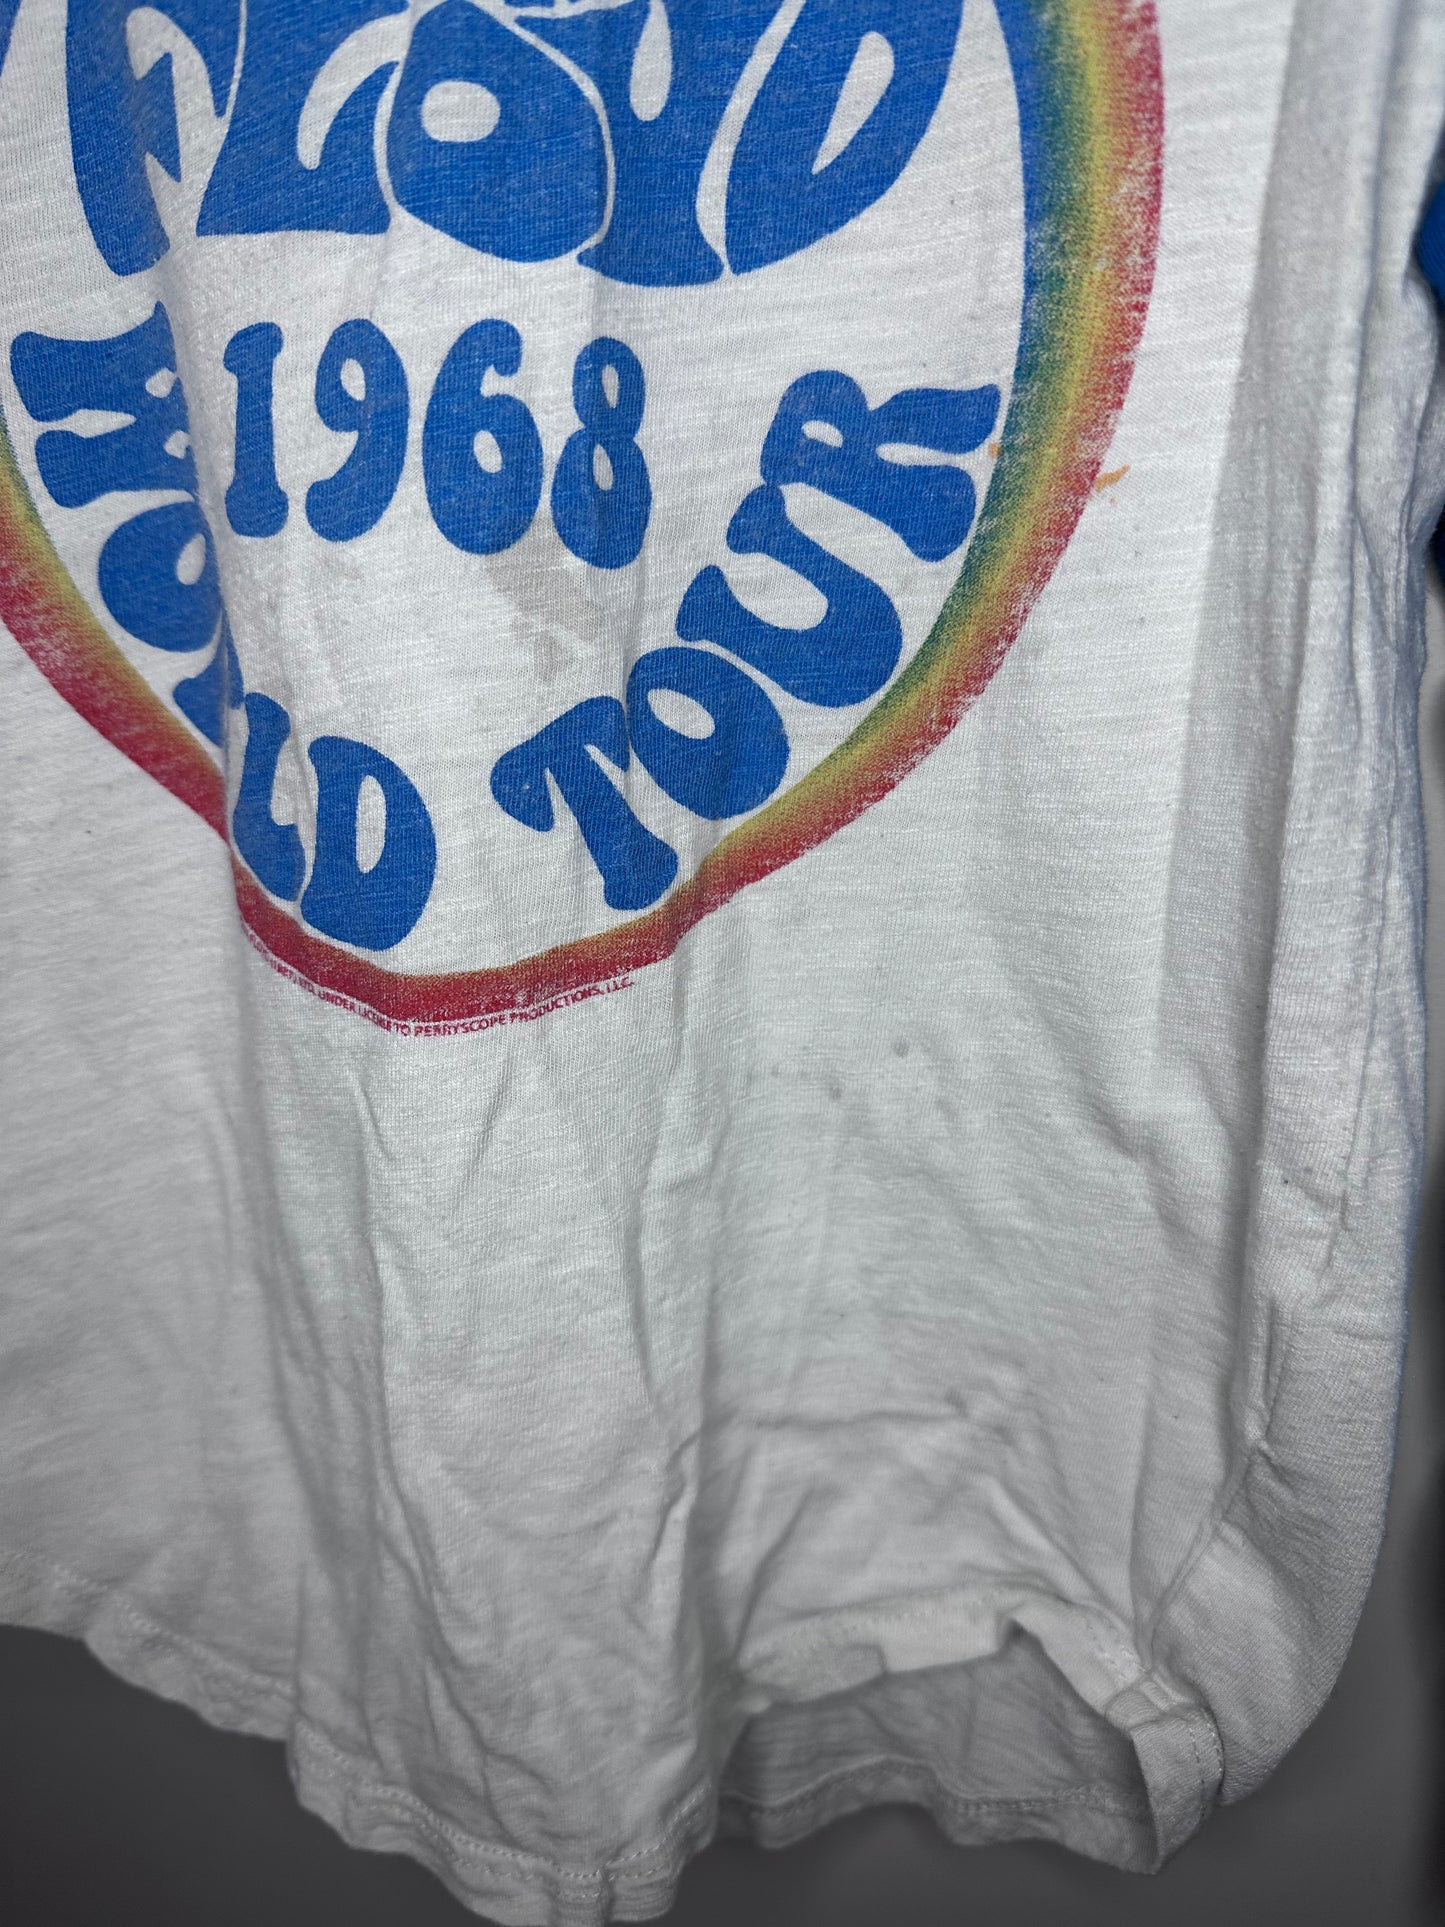 FLOYD
1968
WORLD TOUR
UNDER LICENSE TO PERRYSCOPE PRODUCTIONS, LLC.